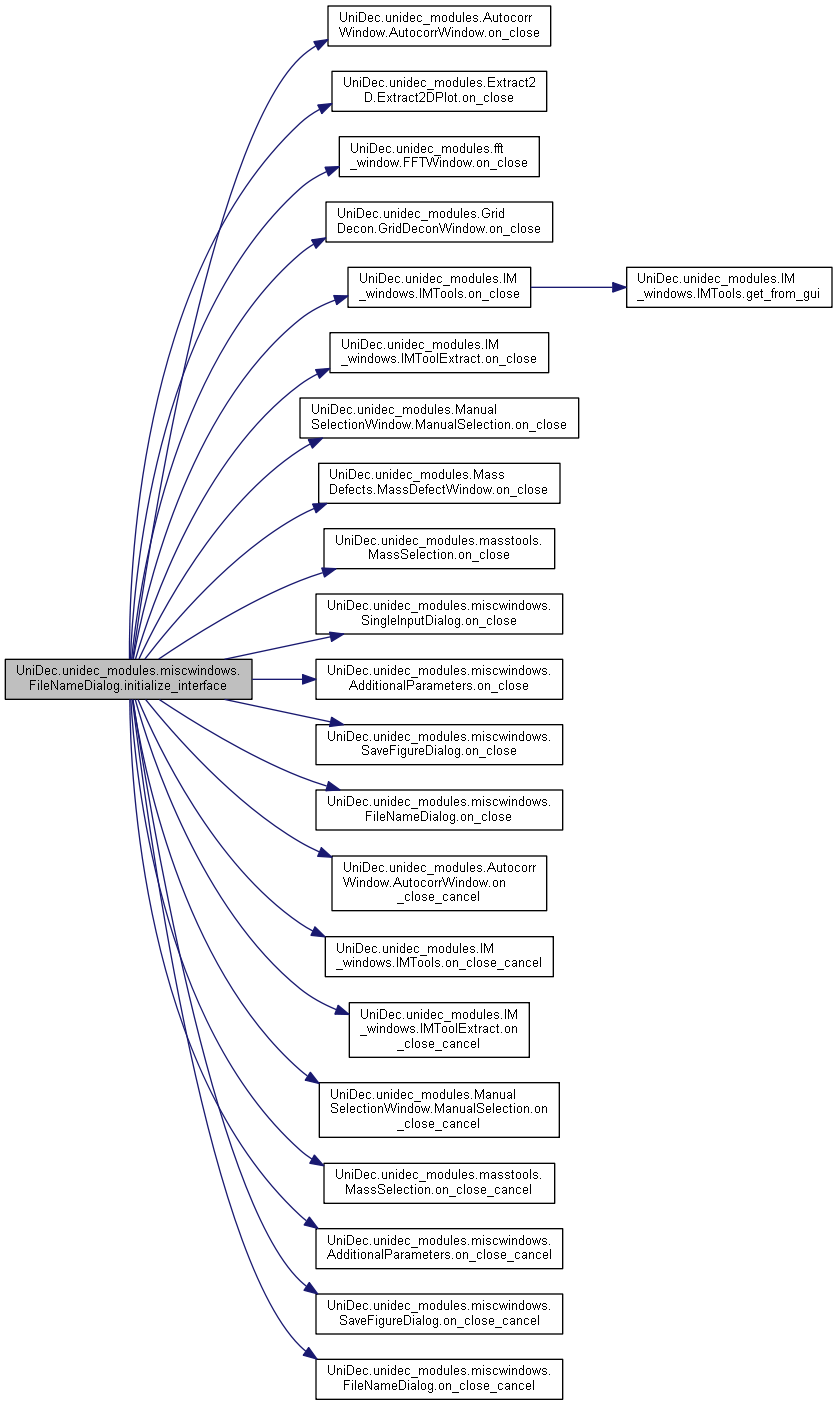 UniDec.unidec_modules.Autocorr
Window.AutocorrWindow.on_close
UniDec.unidec_modules.Extract2
D.Extract2DPlot.on_close
UniDec.unidec_modules.fft
_window.FFTWindow.on_close
UniDec.unidec_modules.Grid
Decon.GridDeconWindow.on_close
UniDec.unidec_modules.IM
_windows.IMTools.on_close
UniDec.unidec_modules.IM
_windows.IMTools.get_from_gui
UniDec.unidec_modules.IM
_windows.IMToolExtract.on_close
UniDec.unidec_modules.Manual
SelectionWindow.ManualSelection.on_close
UniDec.unidec_modules.Mass
Defects.MassDefectWindow.on_close
UniDec.unidec_modules.masstools.
MassSelection.on_close
UniDec.unidec_modules.miscwindows.
SingleInputDialog.on_close
UniDec.unidec_modules.miscwindows.
FileNameDialog.initialize_interface
UniDec.unidec_modules.miscwindows.
AdditionalParameters.on_close
UniDec.unidec_modules.miscwindows.
SaveFigureDialog.on_close
UniDec.unidec_modules.miscwindows.
FileNameDialog.on_close
UniDec.unidec_modules.Autocorr
Window.AutocorrWindow.on
_close_cancel
UniDec.unidec_modules.IM
_windows.IMTools.on_close_cancel
UniDec.unidec_modules.IM
_windows.IMToolExtract.on
_close_cancel
UniDec.unidec_modules.Manual
SelectionWindow.ManualSelection.on
_close_cancel
UniDec.unidec_modules.masstools.
MassSelection.on_close_cancel
UniDec.unidec_modules.miscwindows.
AdditionalParameters.on_close_cancel
UniDec.unidec_modules.miscwindows.
SaveFigureDialog.on_close_cancel
UniDec.unidec_modules.miscwindows.
FileNameDialog.on_close_cancel